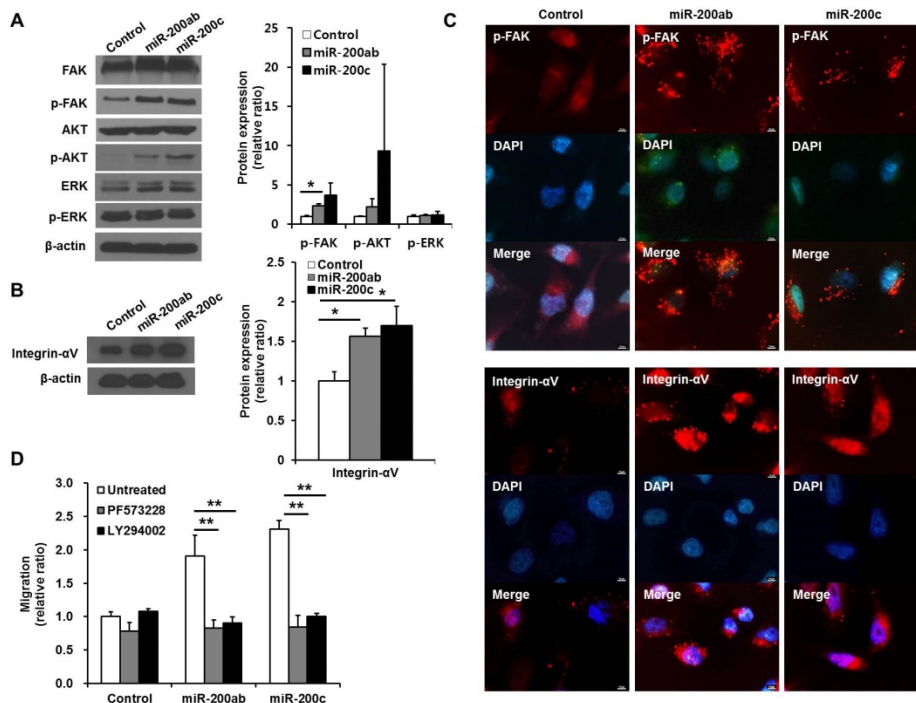 A
Control
miR-200ab
miR-200c
FAK
p-FAK
AKT
p-AKT
ERK
p-ERK
β-actin
Protein expression
(relative ratio)
25
20
15
10
5
0
Control
miR-200ab
miR-200c
*
p-FAK p-AKT p-ERK
B
Control
miR-200ab
miR-200c
Integrin-αV
β-actin
Protein expression
(relative ratio)
2
1.5
1
0.5
0
Control
miR-200ab
miR-200c
*
*
Integrin-αV
C
Control miR-200ab miR-200c
p-FAK p-FAK p-FAK
DAPI DAPI DAPI
Merge Merge Merge
Integrin-αV Integrin-αV Integrin-αV
DAPI DAPI DAPI
Merge Merge Merge
D
Migration
(relative ratio)
3.0
2.5
2.0
1.5
1.0
0.5
0.0
Untreated
PF573228
LY294002
**
**
**
**
Control miR-200ab miR-200c